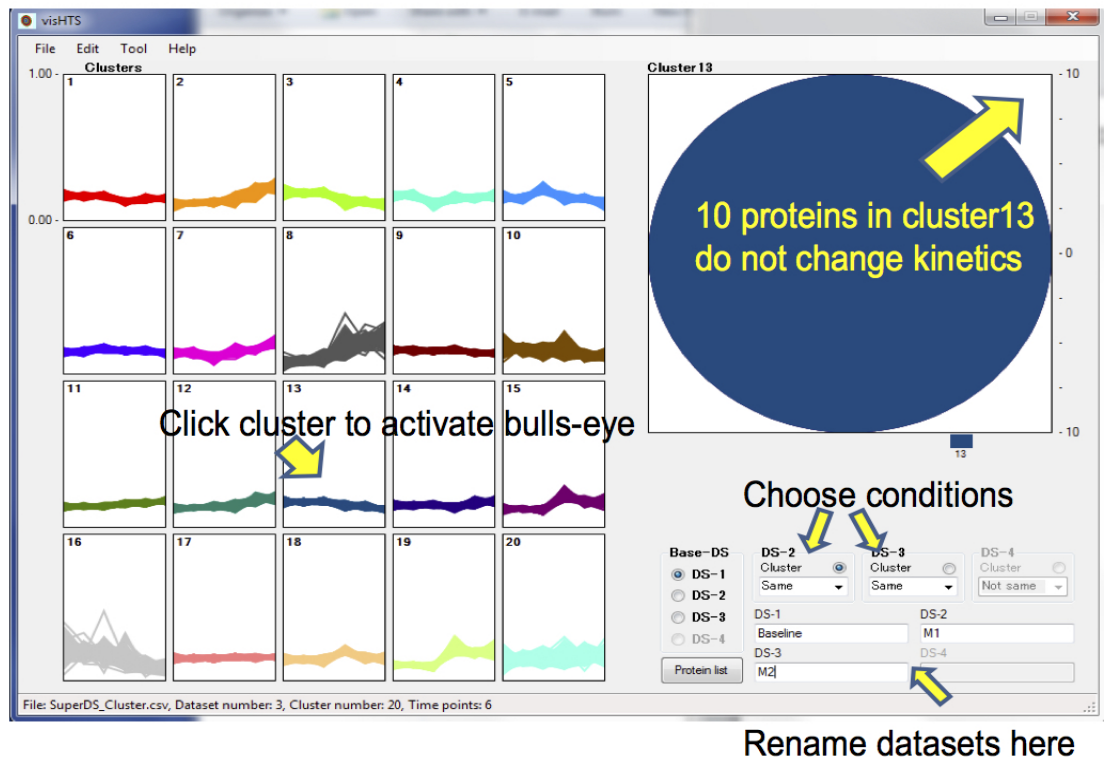 visHTS
File Edit Tool Help
Clusters
1.00 -
0.00 -
1 2 3 4 5
6 7 8 9 10
11 12 13 14 15
Click cluster to activate bulls-eye
16 17 18 19 20
Cluster13
- 10
10 proteins in cluster13
do not change kinetics
- 0
- 10
13
Choose conditions
Base-DS
DS-1
DS-2
DS-3
DS-4
DS-2
Cluster
Same
DS-3
Cluster
Same
DS-4
Cluster
Not same
DS-1
Baseline
DS-2
M1
DS-3
M2
DS-4
Protein list
File: SuperDS_Cluster.csv, Dataset number: 3, Cluster number: 20, Time points: 6
Rename datasets here